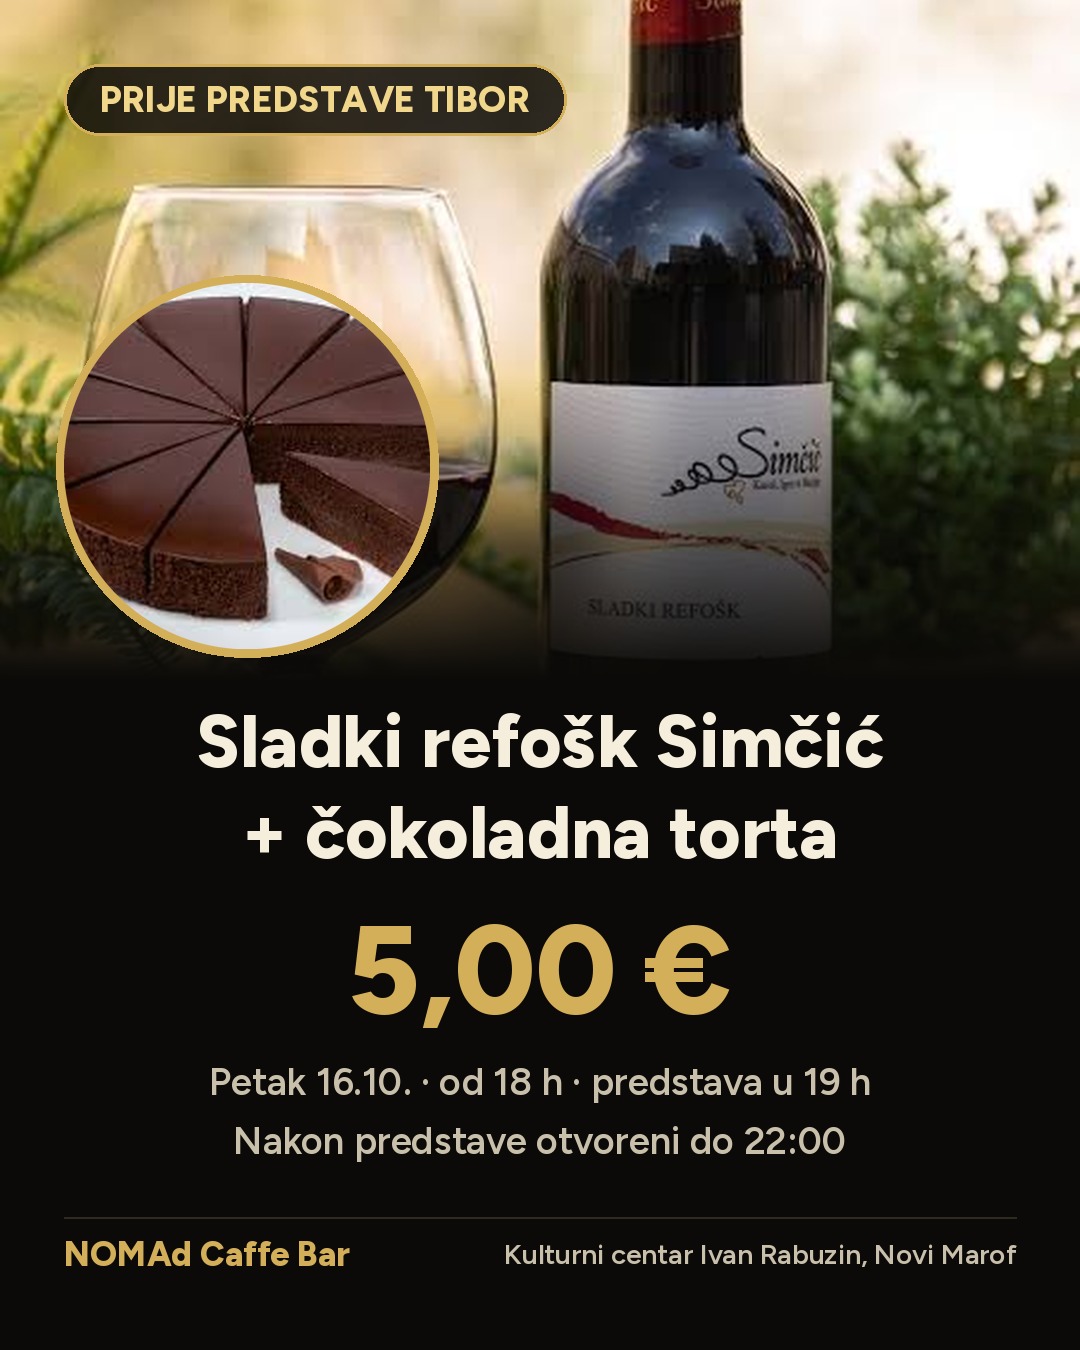 PRIJE PREDSTAVE TIBOR
Simčič
SLADKI REFOŠK
Sladki refošk Simčić
+ čokoladna torta
5,00 €
Petak 16.10. · od 18 h · predstava u 19 h
Nakon predstave otvoreni do 22:00
NOMAd Caffe Bar
Kulturni centar Ivan Rabuzin, Novi Marof